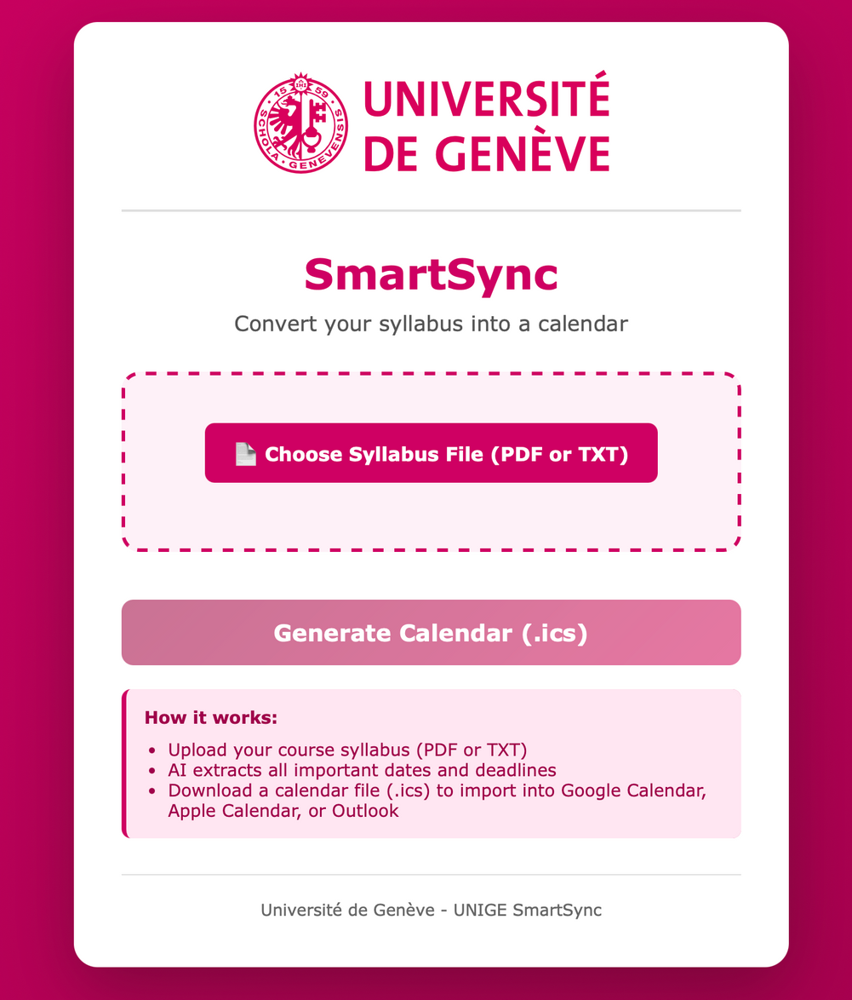 SCHOLA · GENEVENSIS
15 59
IHI
UNIVERSITÉ
DE GENÈVE
SmartSync
Convert your syllabus into a calendar
Choose Syllabus File (PDF or TXT)
Generate Calendar (.ics)
How it works:
• Upload your course syllabus (PDF or TXT)
• AI extracts all important dates and deadlines
• Download a calendar file (.ics) to import into Google Calendar,
Apple Calendar, or Outlook
Université de Genève - UNIGE SmartSync